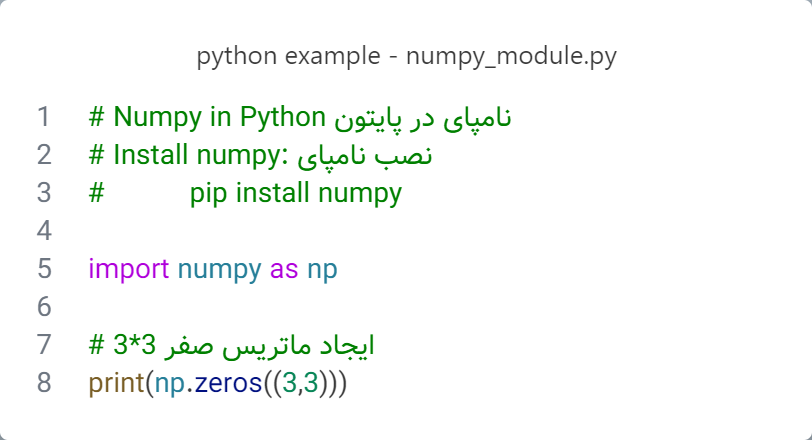 python example - numpy_module.py
1 # Numpy in Python نامپای در پایتون
2 # Install numpy: نصب نامپای
3 # pip install numpy
4
5 import numpy as np
6
7 # ایجاد ماتریس صفر 3*3
8 print(np.zeros((3,3)))